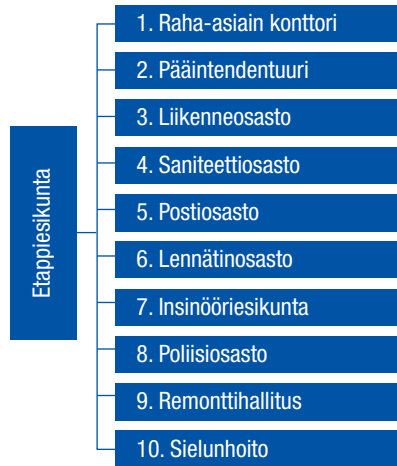 Etappiesikunta
1. Raha-asiain konttori
2. Pääintendentuuri
3. Liikenneosasto
4. Saniteettiosasto
5. Postiosasto
6. Lennätinosasto
7. Insinööriesikunta
8. Poliisiosasto
9. Remonttihallitus
10. Sielunhoito